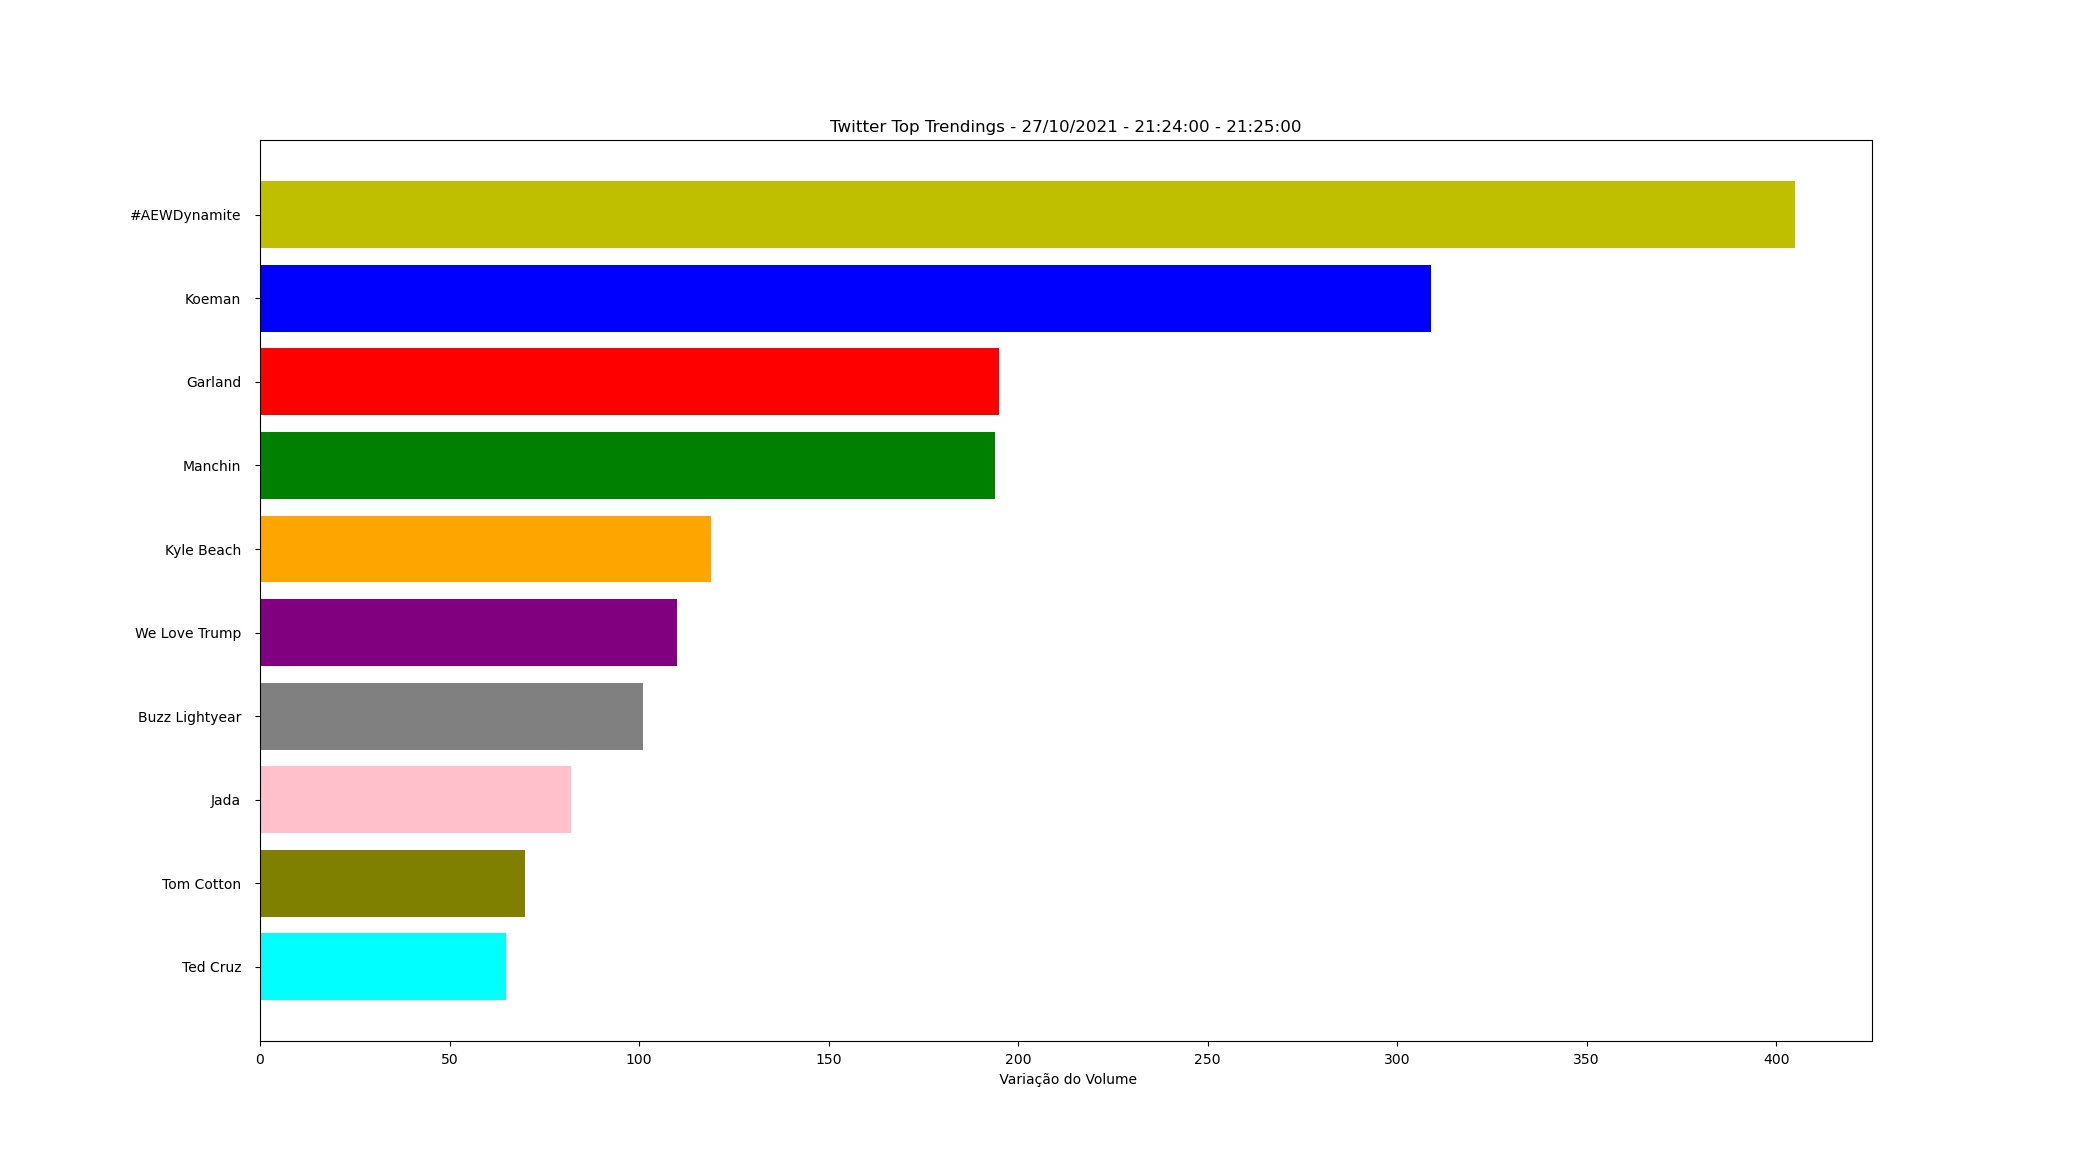 Twitter Top Trendings - 27/10/2021 - 21:24:00 - 21:25:00
#AEWDynamite
Koeman
Garland
Manchin
Kyle Beach
We Love Trump
Buzz Lightyear
Jada
Tom Cotton
Ted Cruz
0 50 100 150 200 250 300 350 400
Variação do Volume